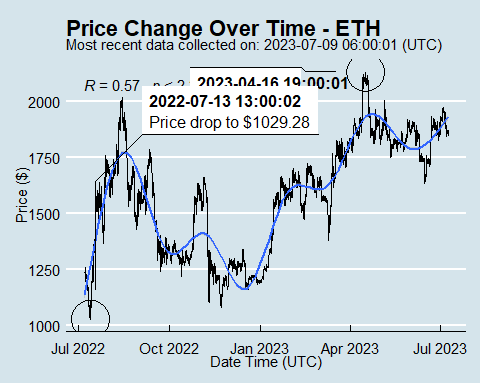 Price Change Over Time - ETH
Most recent data collected on: 2023-07-09 06:00:01 (UTC)
R = 0.57
2023-04-16 19:00:01
2022-07-13 13:00:02
Price drop to $1029.28
Price ($)
2000
1750
1500
1250
1000
Jul 2022 Oct 2022 Jan 2023 Apr 2023 Jul 2023
Date Time (UTC)